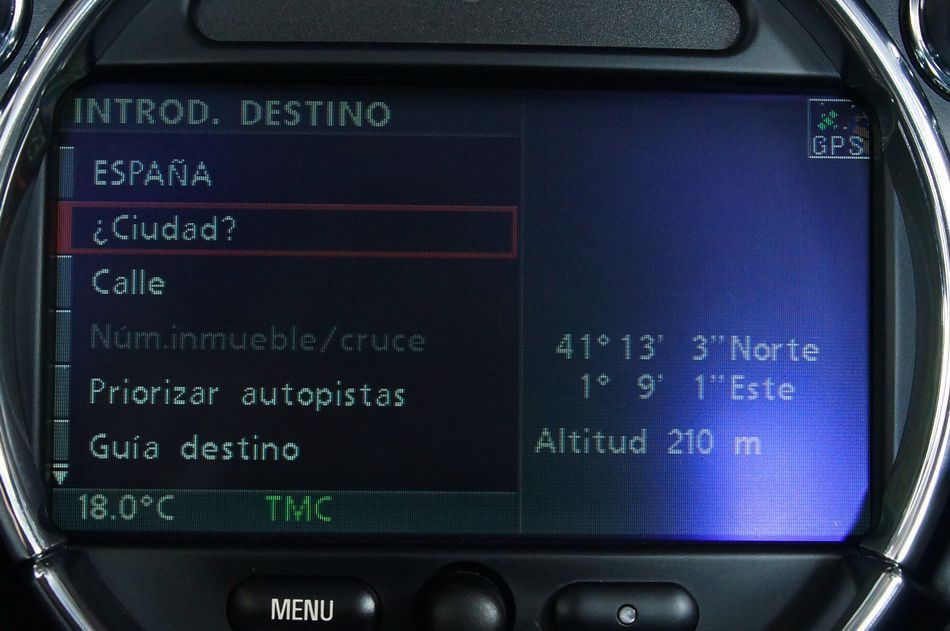 INTROD. DESTINO
GPS
ESPAÑA
¿Ciudad?
Calle
Núm.inmueble/cruce
Priorizar autopistas
Guía destino
41° 13' 3" Norte
1° 9' 1" Este
Altitud 210 m
18.0°C TMC
MENU